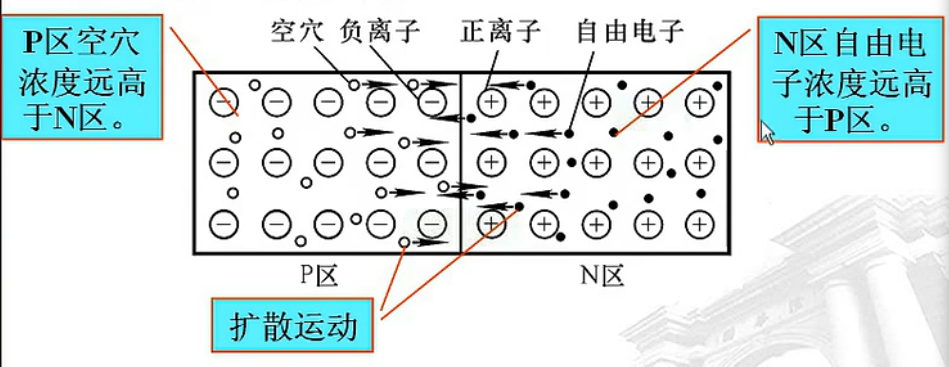 空穴 负离子 正离子 自由电子
P区空穴
浓度远高
于N区。
N区自由电
子浓度远高
于P区。
P区 N区
扩散运动